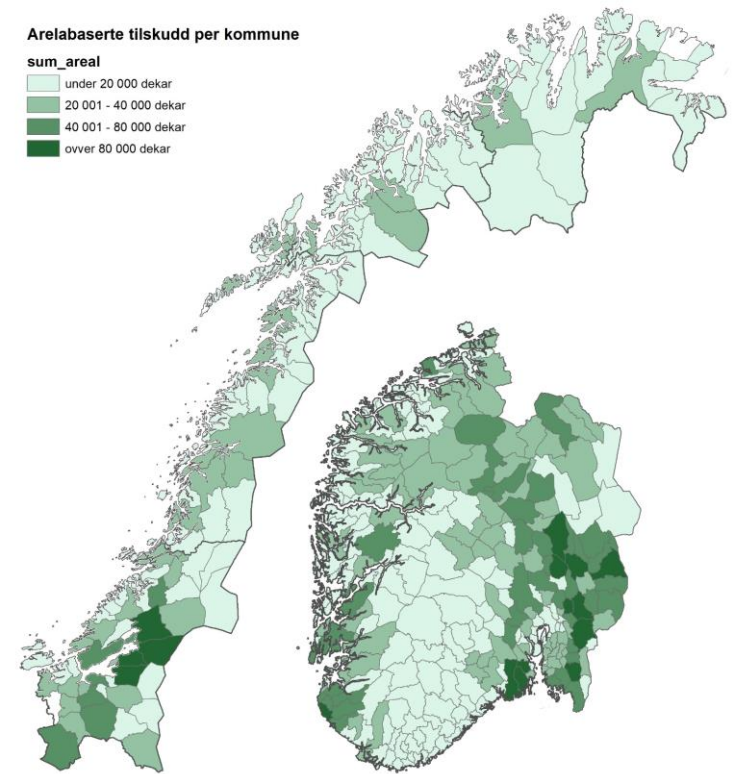 Arelabaserte tilskudd per kommune
sum_areal
under 20 000 dekar
20 001 - 40 000 dekar
40 001 - 80 000 dekar
ovver 80 000 dekar